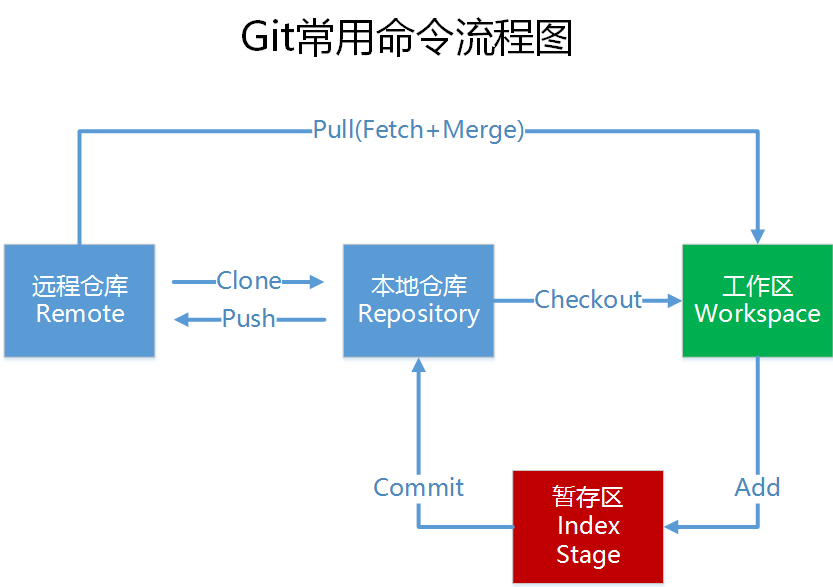 Git常用命令流程图
Pull(Fetch+Merge)
远程仓库
Remote
Clone
Push
本地仓库
Repository
Checkout
工作区
Workspace
Commit
暂存区
Index
Stage
Add